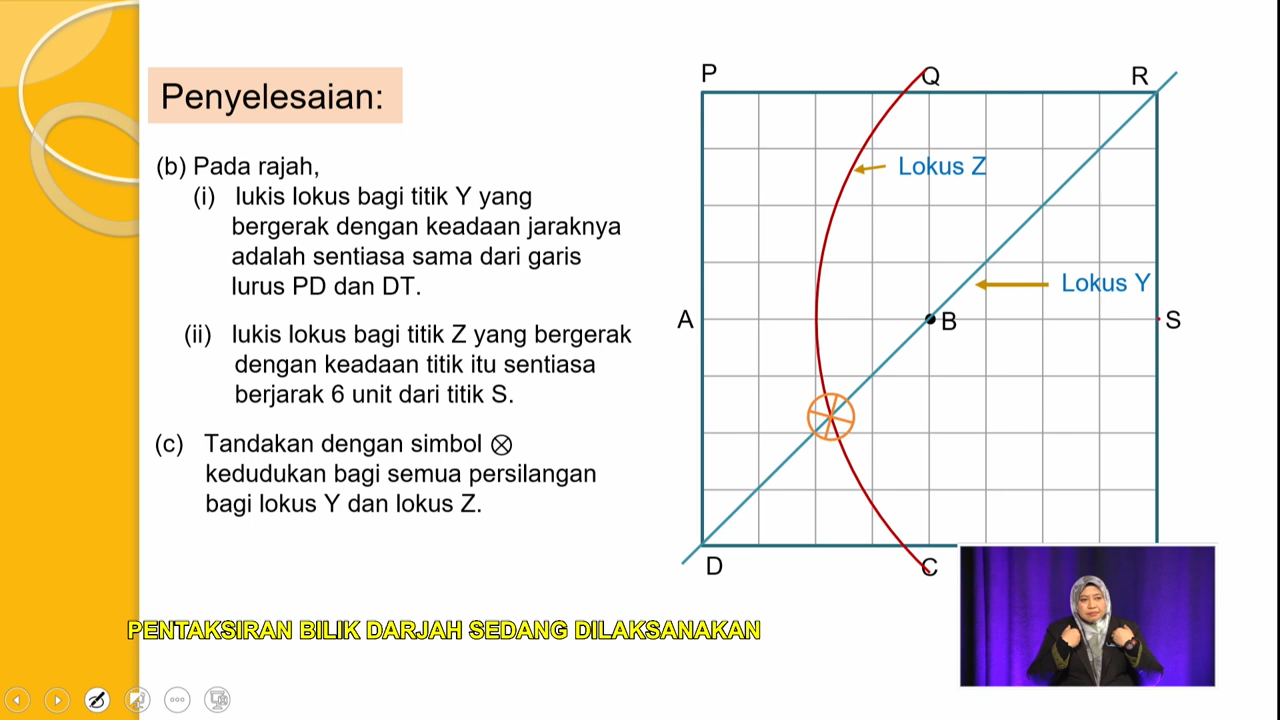 Penyelesaian:
(b) Pada rajah,
(i) lukis lokus bagi titik Y yang
bergerak dengan keadaan jaraknya
adalah sentiasa sama dari garis
lurus PD dan DT.
(ii) lukis lokus bagi titik Z yang bergerak
dengan keadaan titik itu sentiasa
berjarak 6 unit dari titik S.
(c) Tandakan dengan simbol ⊗
kedudukan bagi semua persilangan
bagi lokus Y dan lokus Z.
P Q R
Lokus Z
Lokus Y
A B S
D C
PENTAKSIRAN BILIK DARJAH SEDANG DILAKSANAKAN